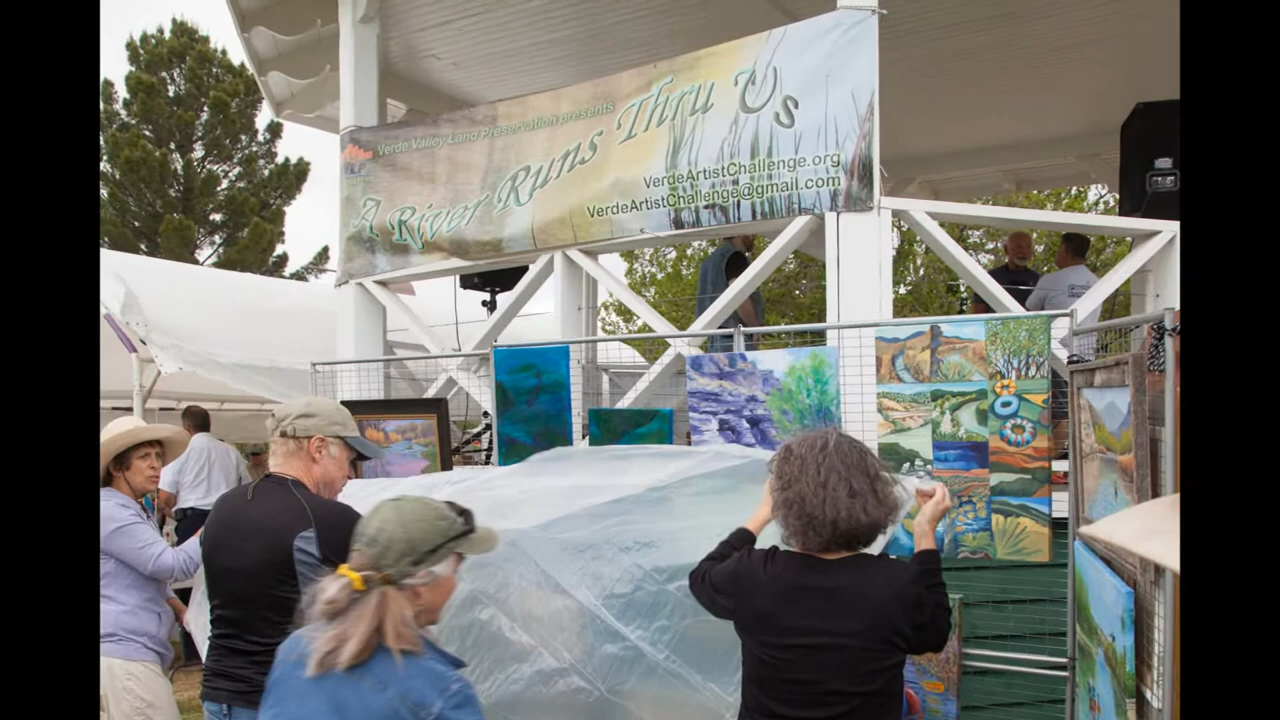 Verde Valley Land Preservation presents
A River Runs Thru Us
VerdeArtistChallenge.org
VerdeArtistChallenge@gmail.com